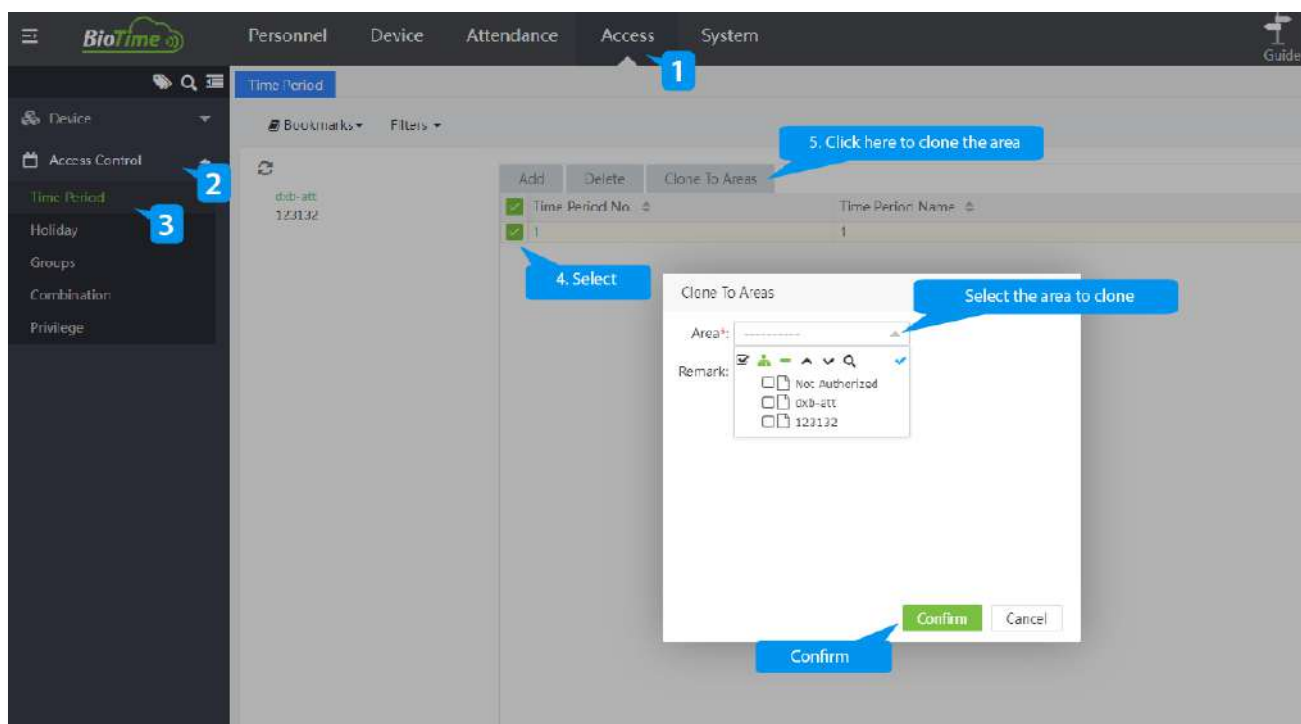 BioTime
Personnel Device Attendance Access System
Guide
1
Time Period
Device
Bookmarks Filters
5. Click here to clone the area
Access Control
2
Add Delete Clone To Areas
Time Period
dxb-att
123132
Time Period No. Time Period Name
3
Holiday
1 1
Groups
4. Select
Clone To Areas
Select the area to clone
Combination
Privilege
Area*: ----------
Remark:
Not Authorized
dxb-att
123132
Confirm Cancel
Confirm